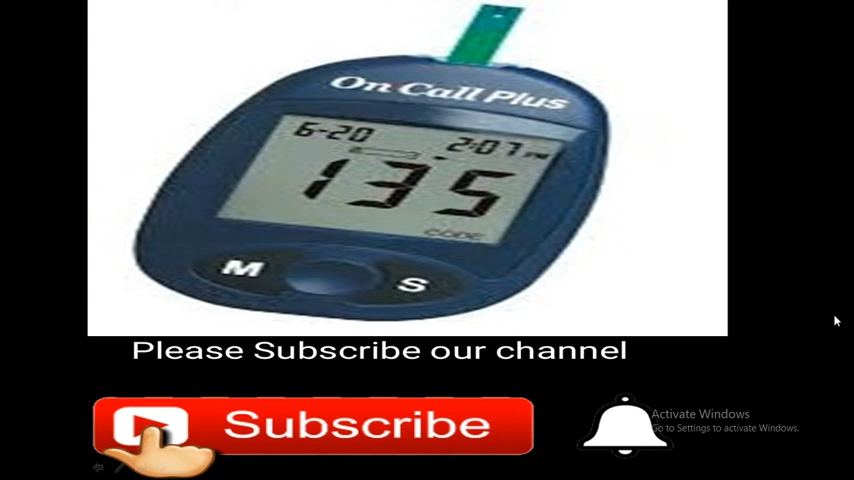 On Call Plus
6-20 2:07 PM
135
CODE
M S
Please Subscribe our channel
Subscribe
Activate Windows
Go to Settings to activate Windows.